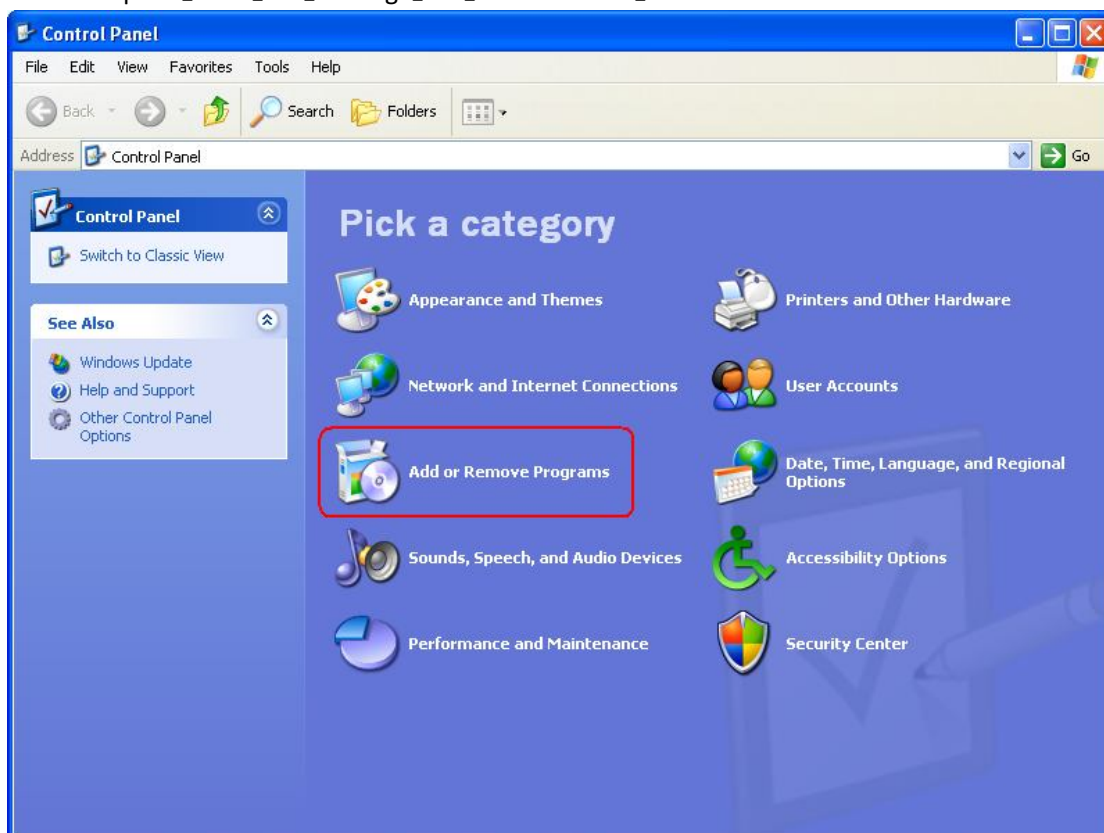 Control Panel
File Edit View Favorites Tools Help
Back Search Folders
Address Control Panel Go
Control Panel
Switch to Classic View
See Also
Windows Update
Help and Support
Other Control Panel
Options
Pick a category
Appearance and Themes
Printers and Other Hardware
Network and Internet Connections
User Accounts
Add or Remove Programs
Date, Time, Language, and Regional
Options
Sounds, Speech, and Audio Devices
Accessibility Options
Performance and Maintenance
Security Center